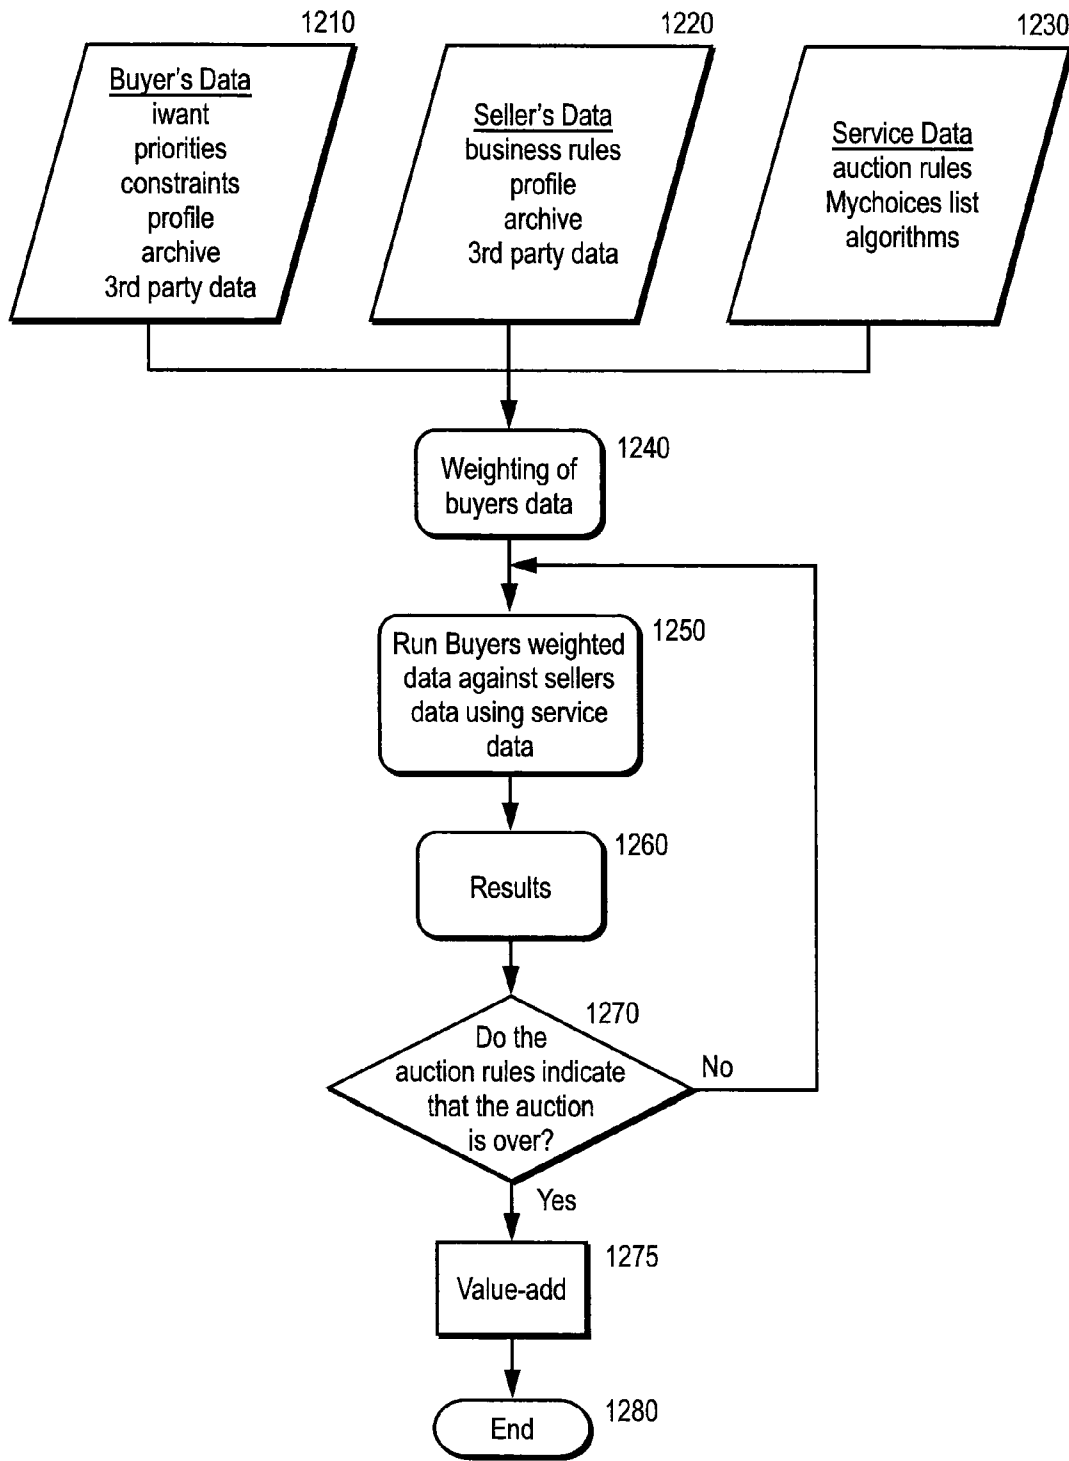 1210
Buyer's Data
iwant
priorities
constraints
profile
archive
3rd party data
1220
Seller's Data
business rules
profile
archive
3rd party data
1230
Service Data
auction rules
Mychoices list
algorithms
1240
Weighting of
buyers data
1250
Run Buyers weighted
data against sellers
data using service
data
1260
Results
1270
Do the
auction rules indicate
that the auction
is over?
No
Yes
1275
Value-add
1280
End